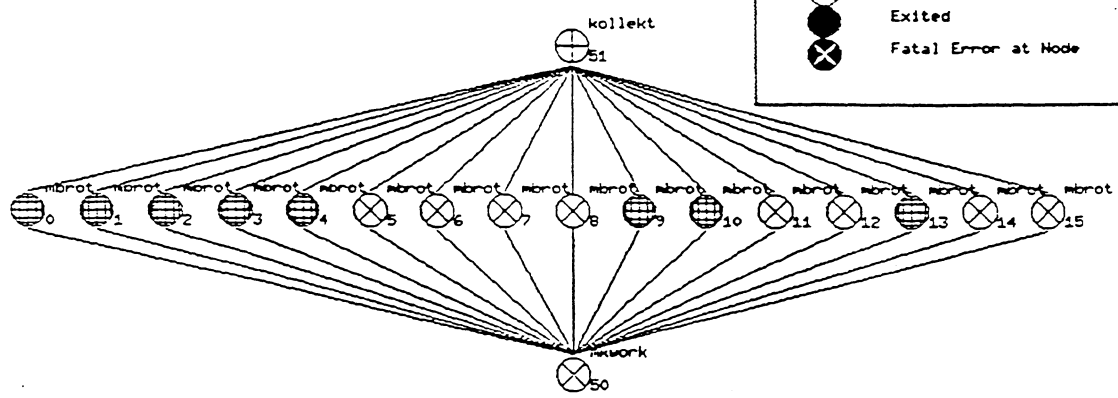 kollekt
51
Exited
Fatal Error at Node
mbrot mbrot mbrot mbrot mbrot mbrot mbrot mbrot mbrot mbrot mbrot mbrot mbrot mbrot mbrot mbrot
0 1 2 3 4 5 6 7 8 9 10 11 12 13 14 15
mkwork
50